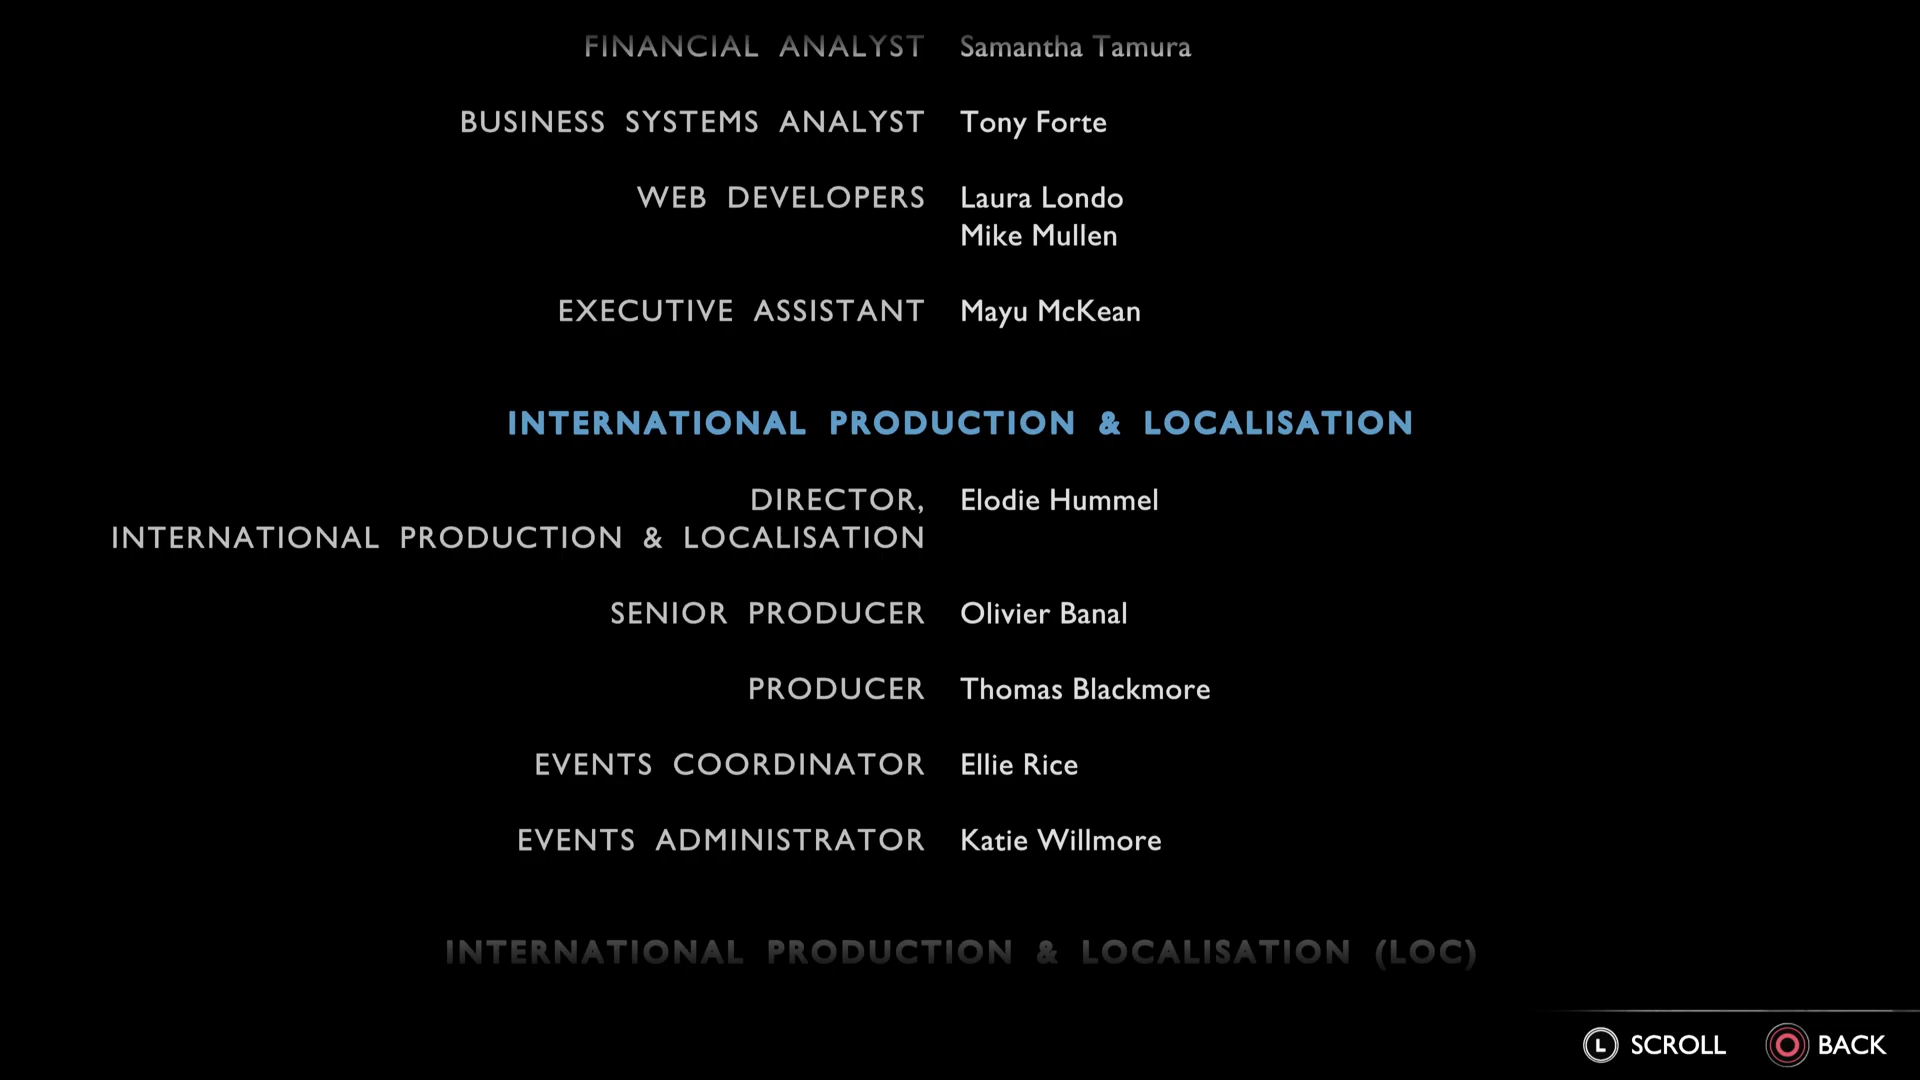 FINANCIAL ANALYST Samantha Tamura
BUSINESS SYSTEMS ANALYST Tony Forte
WEB DEVELOPERS Laura Londo
Mike Mullen
EXECUTIVE ASSISTANT Mayu McKean
INTERNATIONAL PRODUCTION & LOCALISATION
DIRECTOR, Elodie Hummel
INTERNATIONAL PRODUCTION & LOCALISATION
SENIOR PRODUCER Olivier Banal
PRODUCER Thomas Blackmore
EVENTS COORDINATOR Ellie Rice
EVENTS ADMINISTRATOR Katie Willmore
INTERNATIONAL PRODUCTION & LOCALISATION (LOC)
L SCROLL BACK